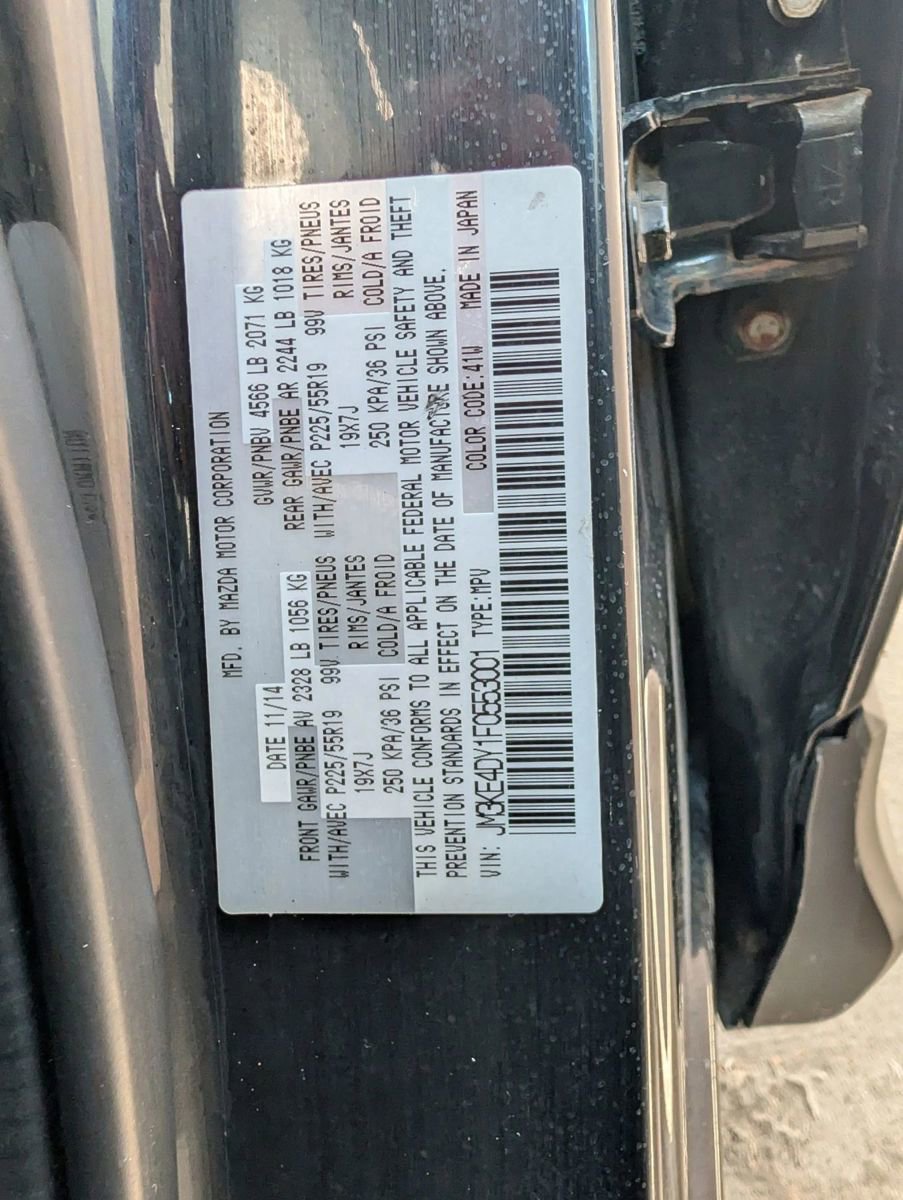 MFD. BY MAZDA MOTOR CORPORATION
DATE 11/14 GVWR/PNBV 4566 LB 2071 KG
FRONT GAWR/PNBE AV 2328 LB 1056 KG REAR GAWR/PNBE AR 2244 LB 1018 KG
WITH/AVEC P225/55R19 99V TIRES/PNEUS WITH/AVEC P225/55R19 99V TIRES/PNEUS
19X7J RIMS/JANTES 19X7J RIMS/JANTES
250 KPA/36 PSI COLD/A FROID 250 KPA/36 PSI COLD/A FROID
THIS VEHICLE CONFORMS TO ALL APPLICABLE FEDERAL MOTOR VEHICLE SAFETY AND THEFT
PREVENTION STANDARDS IN EFFECT ON THE DATE OF MANUFACTURE SHOWN ABOVE.
VIN: JM3KE4DY1F0553001 TYPE:MPV COLOR CODE:41W MADE IN JAPAN